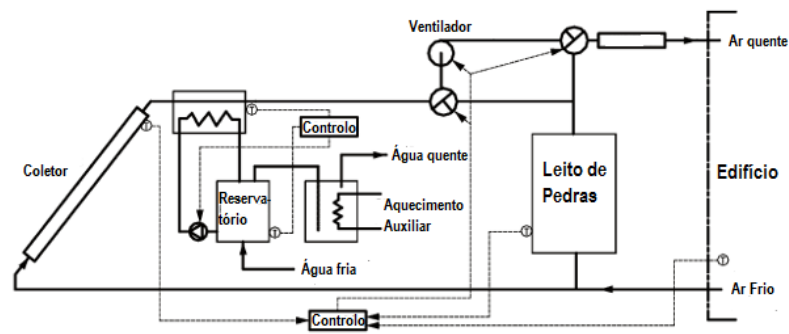 Ventilador
Ar quente
T
Controlo
T
Coletor
Água quente
Leito de
Pedras
Edifício
Reserva-
tório
Aquecimento
Auxiliar
T
T
T
Água fria
Ar Frio
Controlo